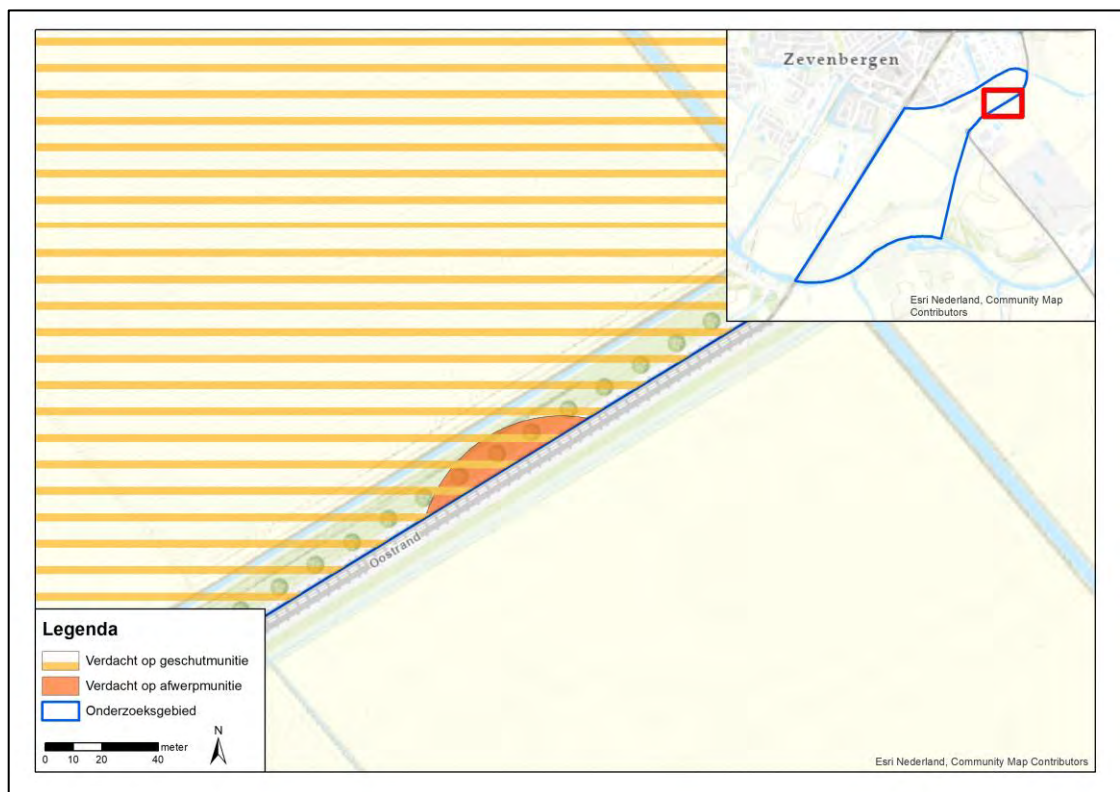 Zevenbergen
Esri Nederland, Community Map
Contributors
Oostrand
Legenda
Verdacht op geschutmunitie
Verdacht op afwerpmunitie
Onderzoeksgebied
N
meter
0 10 20 40
Esri Nederland, Community Map Contributors